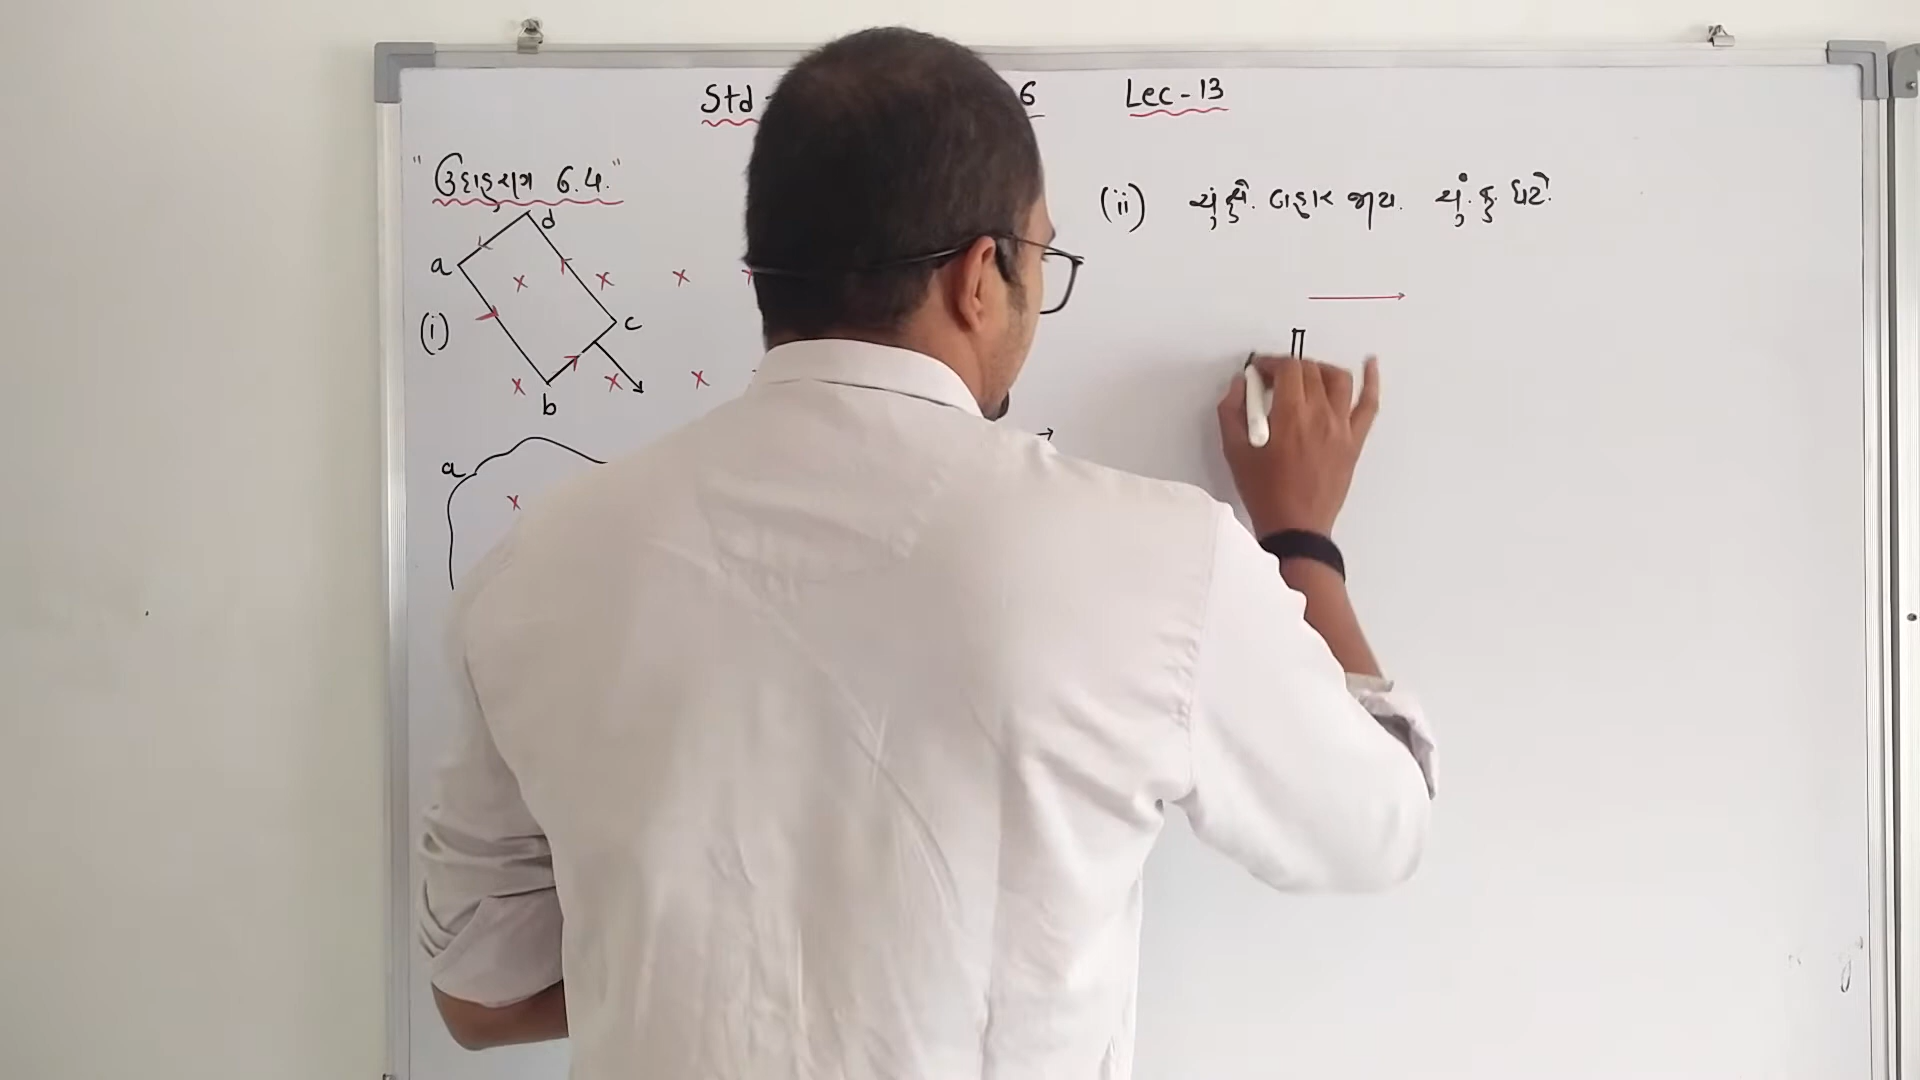 Std - 6 Lec - 13
"ઉદાહરણ 6.4."
d
a
(i)
c
b
a
(ii) ચું.ક્ષે. બહાર જાય. ચું. ફ. ઘટે.